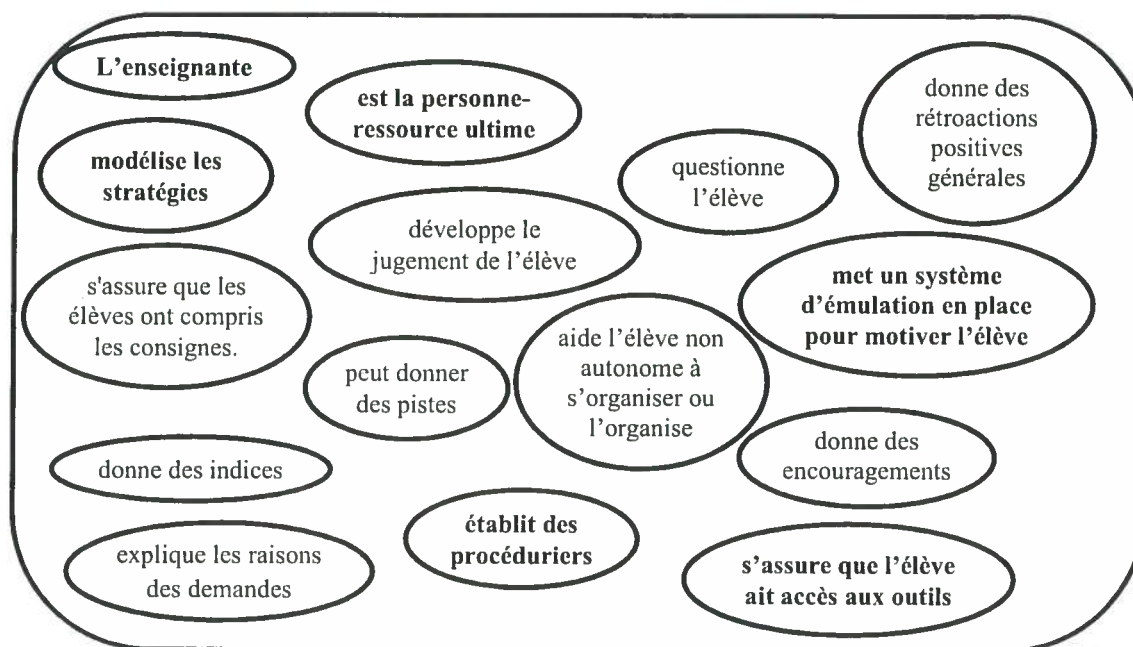 L'enseignante
est la personne-
ressource ultime
donne des
rétroactions
positives
générales
modélise les
stratégies
questionne
l'élève
développe le
jugement de l'élève
s'assure que les
élèves ont compris
les consignes.
met un système
d'émulation en place
pour motiver l'élève
aide l'élève non
autonome à
s'organiser ou
l'organise
peut donner
des pistes
donne des indices
donne des
encouragements
établit des
procéduriers
explique les raisons
des demandes
s'assure que l'élève
ait accès aux outils